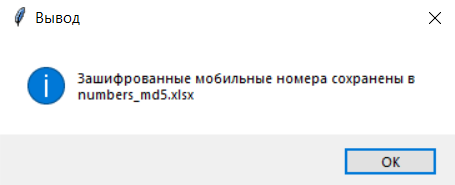 Вывод
Зашифрованные мобильные номера сохранены в
numbers_md5.xlsx
OK